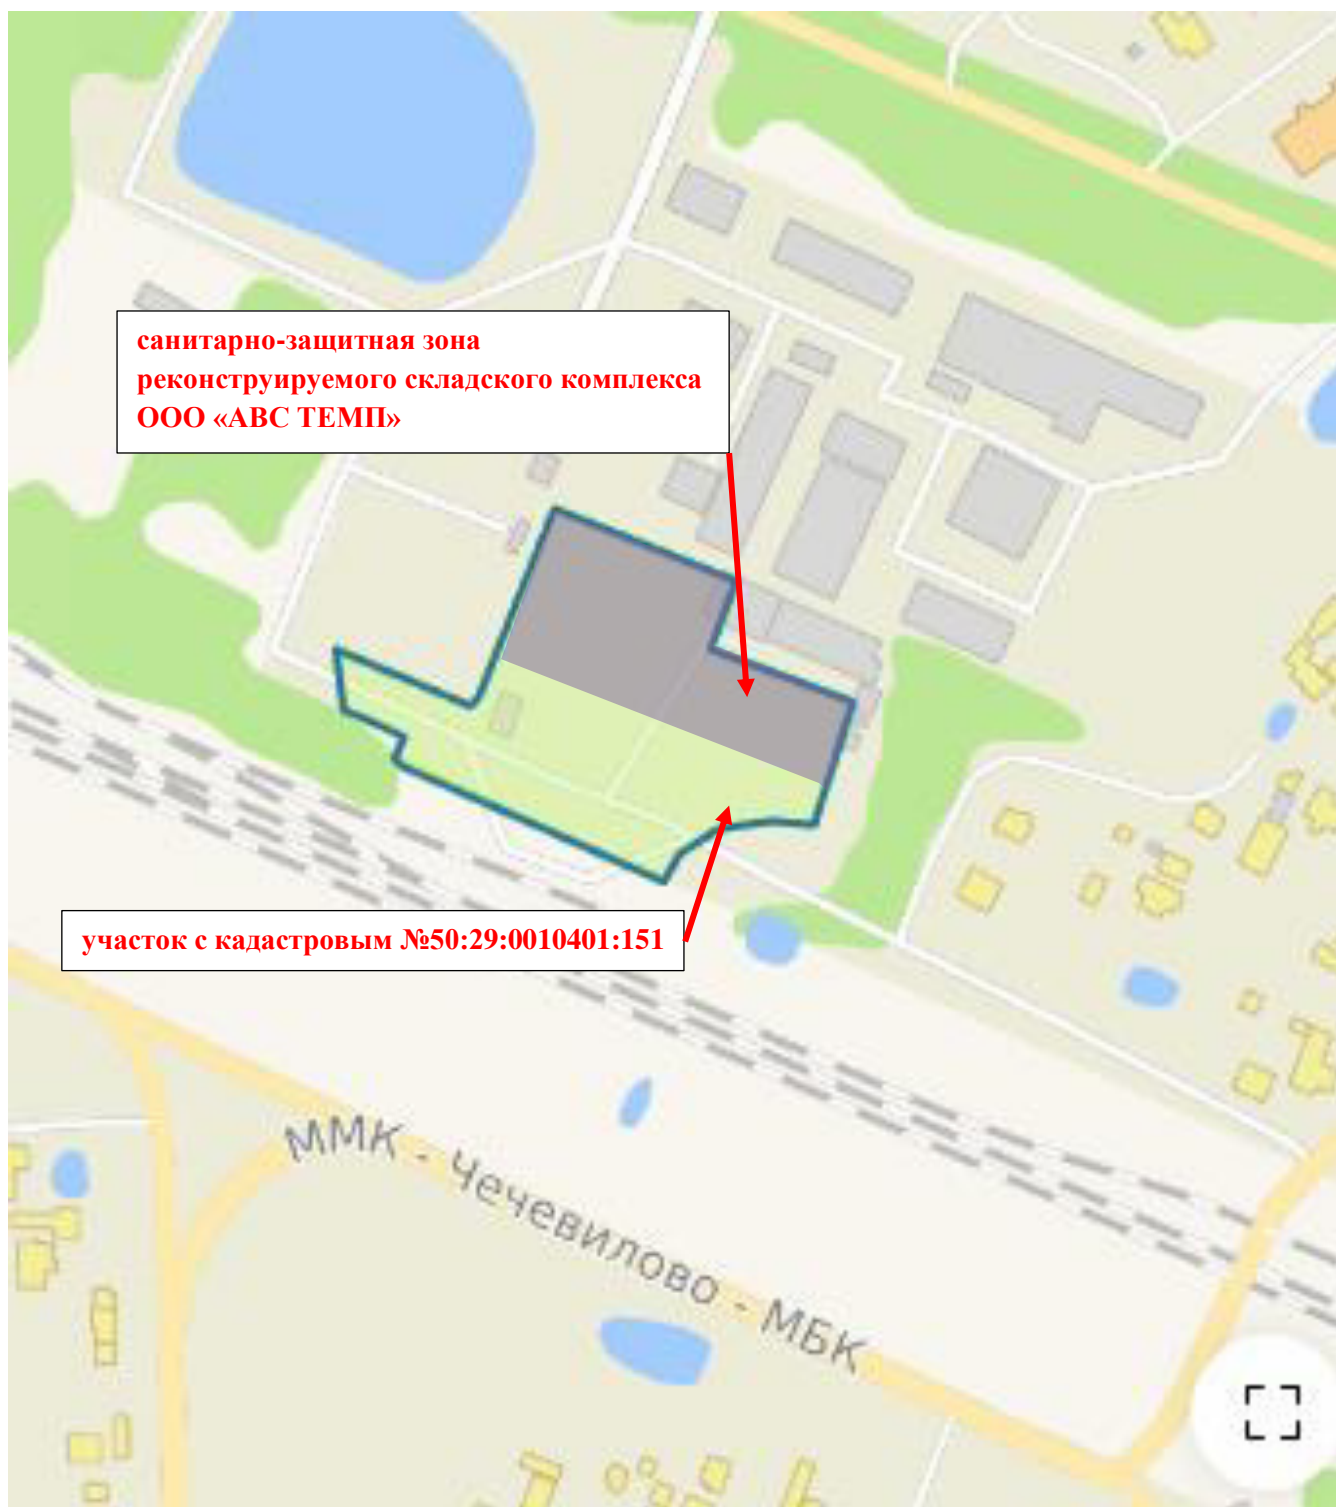 санитарно-защитная зона
реконструируемого складского комплекса
ООО «АВС ТЕМП»
участок с кадастровым №50:29:0010401:151
ММК - Чечевилово - МБК